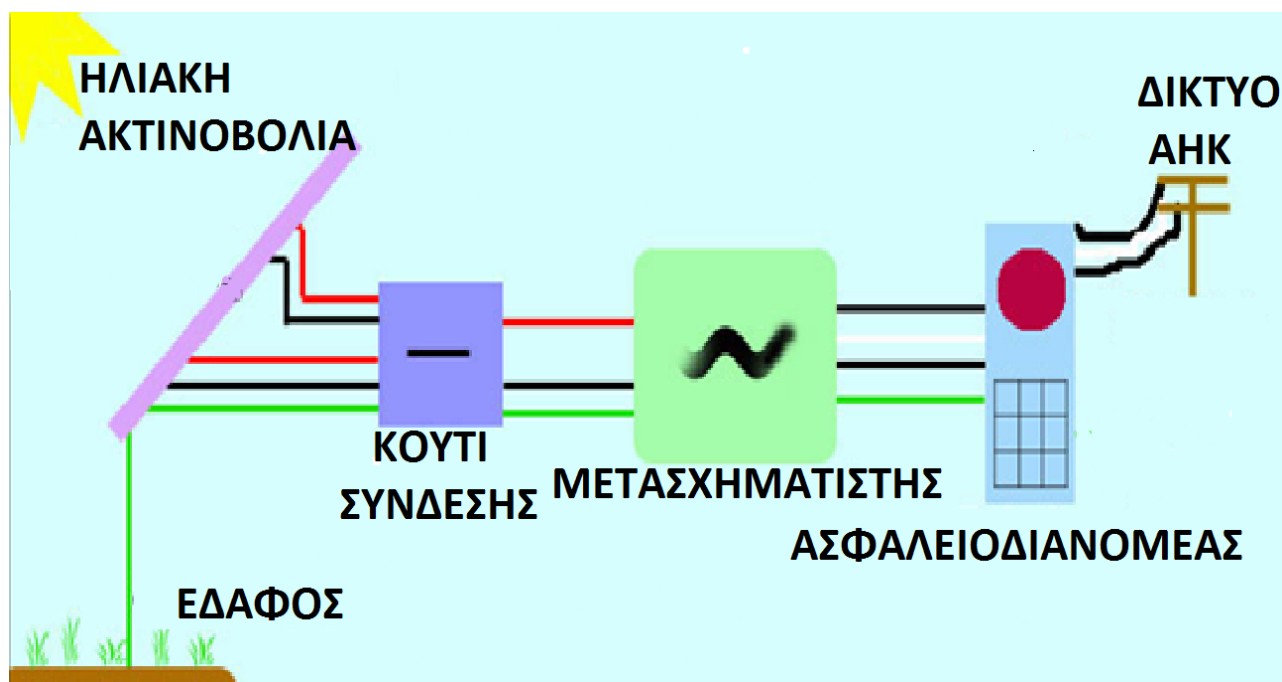 ΗΛΙΑΚΗ
ΑΚΤΙΝΟΒΟΛΙΑ
ΔΙΚΤΥΟ
ΑΗΚ
ΚΟΥΤΙ
ΣΥΝΔΕΣΗΣ
ΜΕΤΑΣΧΗΜΑΤΙΣΤΗΣ
ΑΣΦΑΛΕΙΟΔΙΑΝΟΜΕΑΣ
ΕΔΑΦΟΣ